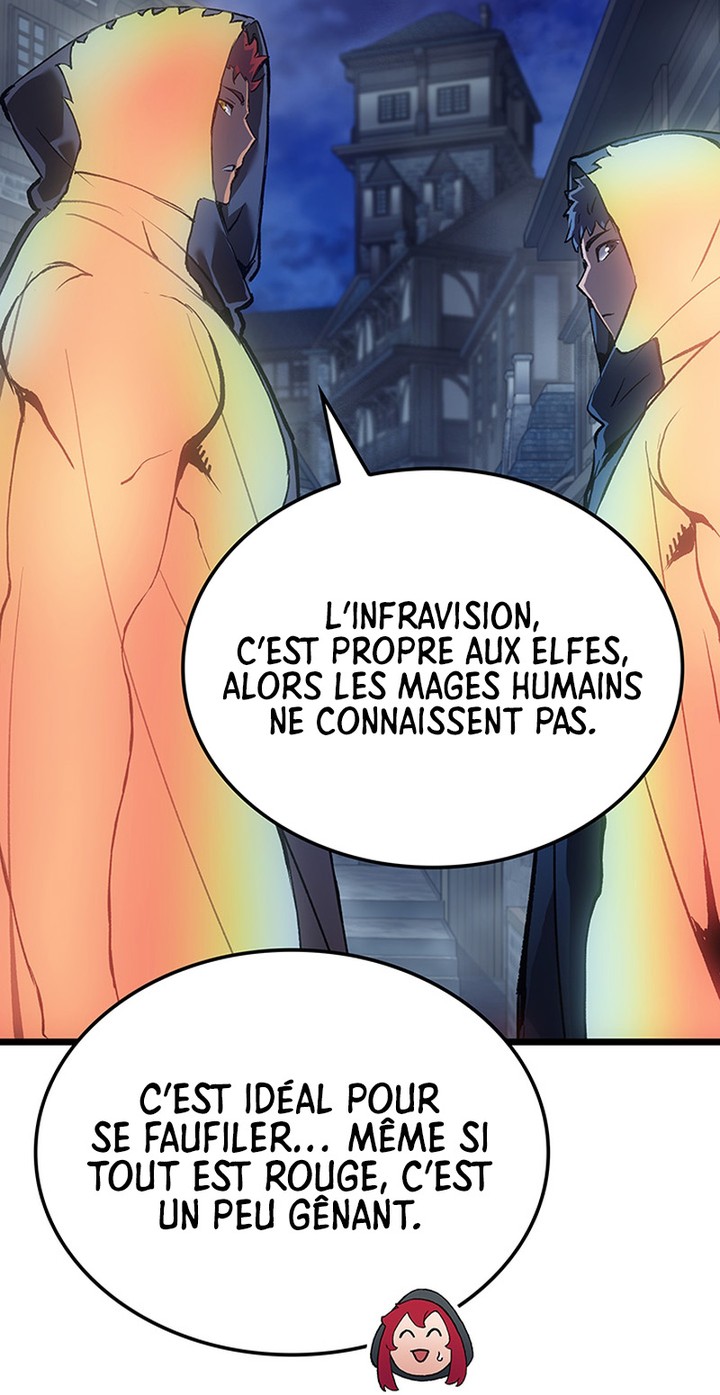 L'INFRAVISION,
C'EST PROPRE AUX ELFES,
ALORS LES MAGES HUMAINS
NE CONNAISSENT PAS.
C'EST IDÉAL POUR
SE FAUFILER... MÊME SI
TOUT EST ROUGE, C'EST
UN PEU GÊNANT.